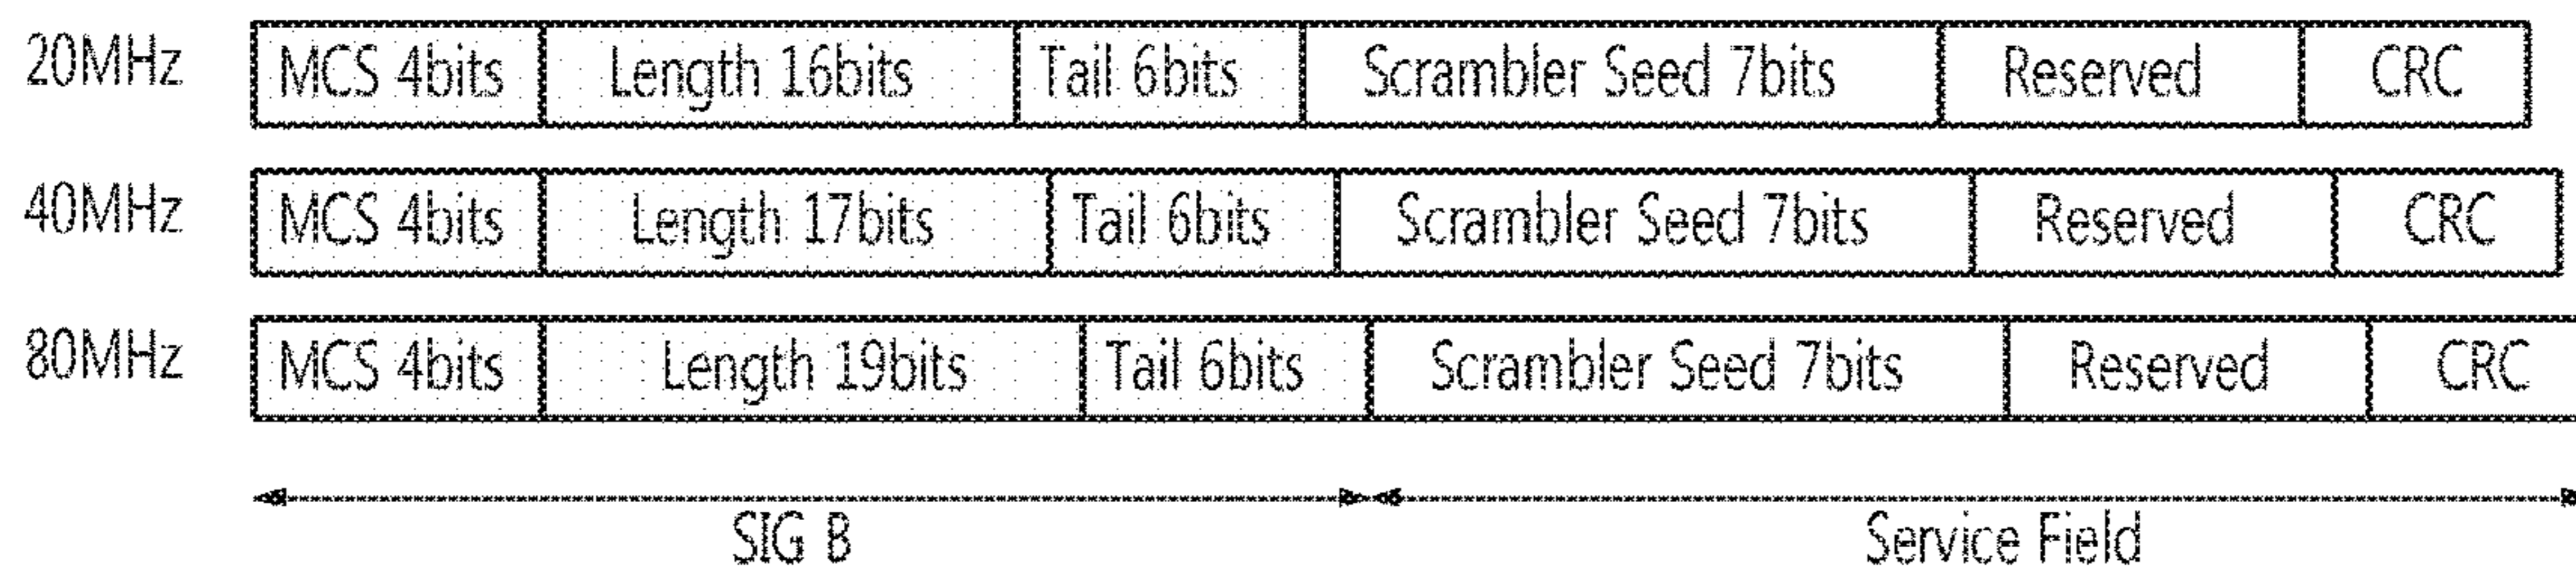 20MHz MCS 4bits Length 16bits Tail 6bits Scrambler Seed 7bits Reserved CRC
40MHz MCS 4bits Length 17bits Tail 6bits Scrambler Seed 7bits Reserved CRC
80MHz MCS 4bits Length 19bits Tail 6bits Scrambler Seed 7bits Reserved CRC
SIG B Service Field